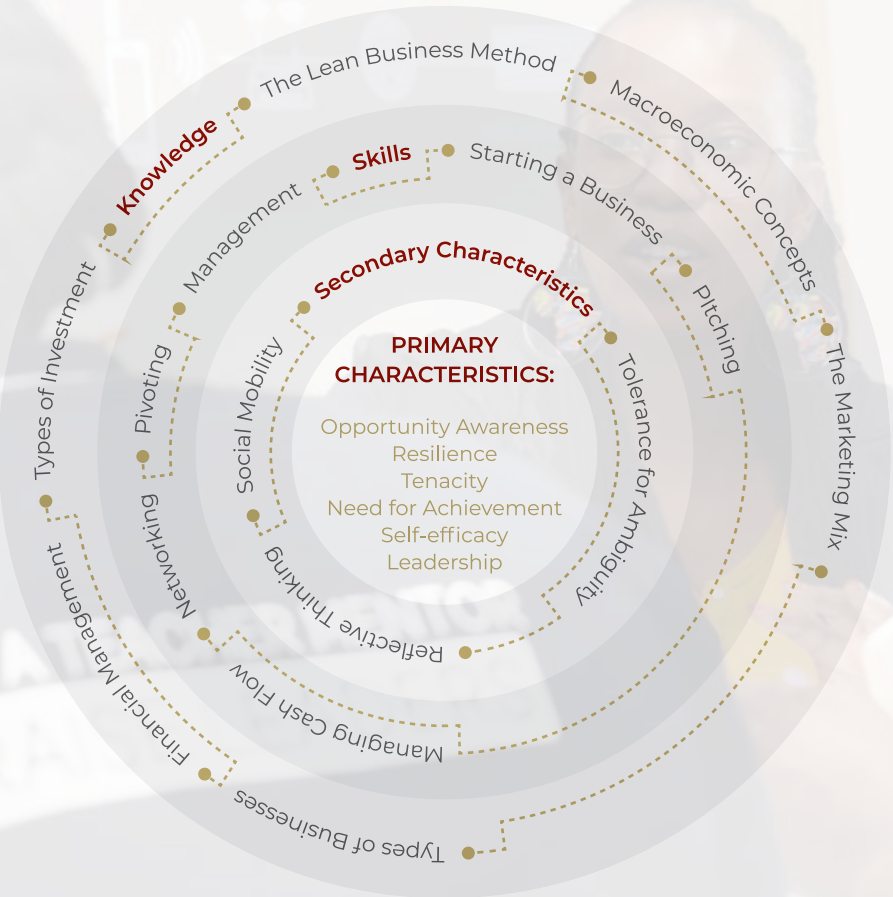 PRIMARY
CHARACTERISTICS:
Opportunity Awareness
Resilience
Tenacity
Need for Achievement
Self-efficacy
Leadership
Secondary Characteristics
Tolerance for Ambiguity
Reflective Thinking
Social Mobility
Skills
Starting a Business
Pitching
Managing Cash Flow
Networking
Pivoting
Management
Knowledge
The Lean Business Method
Macroeconomic Concepts
The Marketing Mix
Types of Businesses
Financial Management
Types of Investment